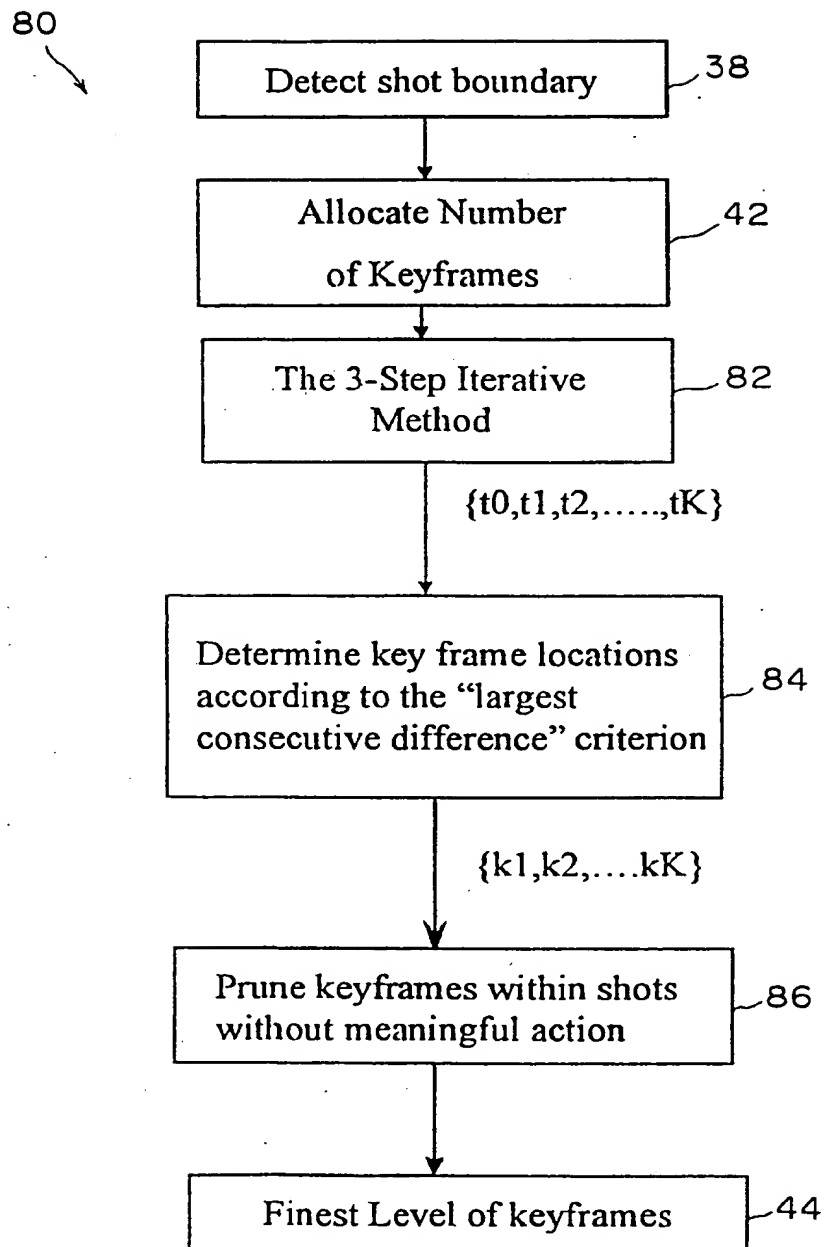 80
Detect shot boundary
38
Allocate Number
of Keyframes
42
The 3-Step Iterative
Method
82
{t0,t1,t2,.....,tK}
Determine key frame locations
according to the “largest
consecutive difference” criterion
84
{k1,k2,....kK}
Prune keyframes within shots
without meaningful action
86
Finest Level of keyframes
44